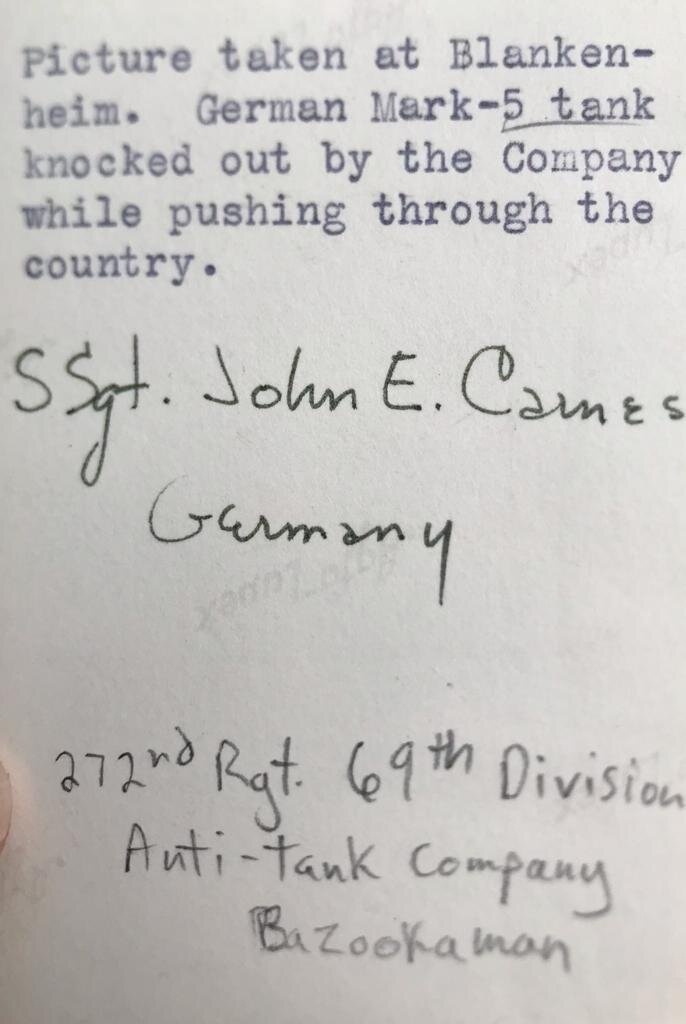 Picture taken at Blanken-
heim. German Mark-5 tank
knocked out by the Company
while pushing through the
country.
SSgt. John E. Carnes
Germany
272nd Rgt. 69th Division
Anti-tank Company
Bazookaman